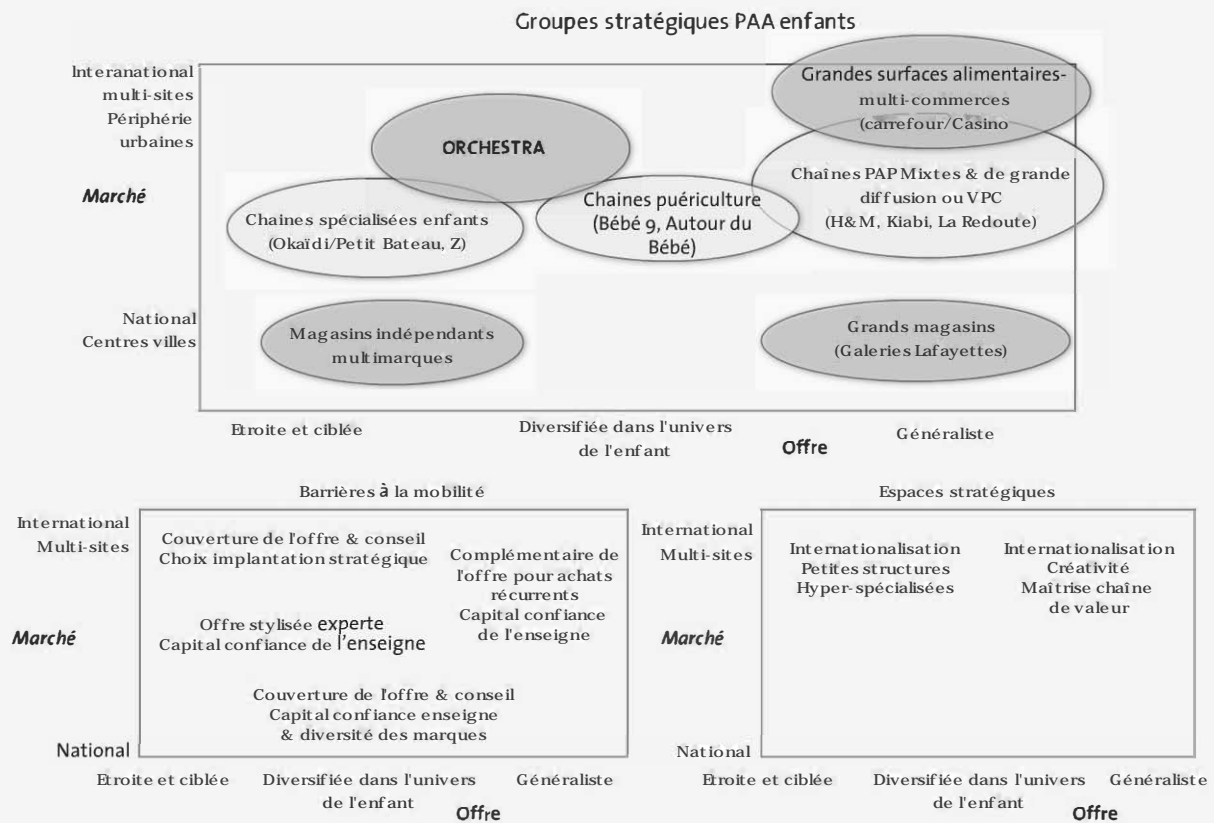 Groupes stratégiques PAA enfants
Interanational
multi-sites
Périphérie
urbaines
Marché
National
Centres villes
Grandes surfaces alimentaires-
multi-commerces
(carrefour/Casino
ORCHESTRA
Chaînes PAP Mixtes & de grande
diffusion ou VPC
(H&M, Kiabi, La Redoute)
Chaines spécialisées enfants
(Okaïdi/Petit Bateau, Z)
Chaines puériculture
(Bébé 9, Autour du
Bébé)
Magasins indépendants
multimarques
Grands magasins
(Galeries Lafayettes)
Etroite et ciblée
Diversifiée dans l'univers
de l'enfant
Offre
Généraliste
Barrières à la mobilité
International
Multi-sites
Marché
National
Couverture de l'offre & conseil
Choix implantation stratégique
Complémentaire de
l'offre pour achats
récurrents
Capital confiance
de l'enseigne
Offre stylisée experte
Capital confiance de l'enseigne
Couverture de l'offre & conseil
Capital confiance enseigne
& diversité des marques
Etroite et ciblée
Diversifiée dans l'univers
de l'enfant
Généraliste
Offre
Espaces stratégiques
International
Multi-sites
Marché
National
Internationalisation
Petites structures
Hyper-spécialisées
Internationalisation
Créativité
Maîtrise chaîne
de valeur
Etroite et ciblée
Diversifiée dans l'univers
de l'enfant
Généraliste
Offre